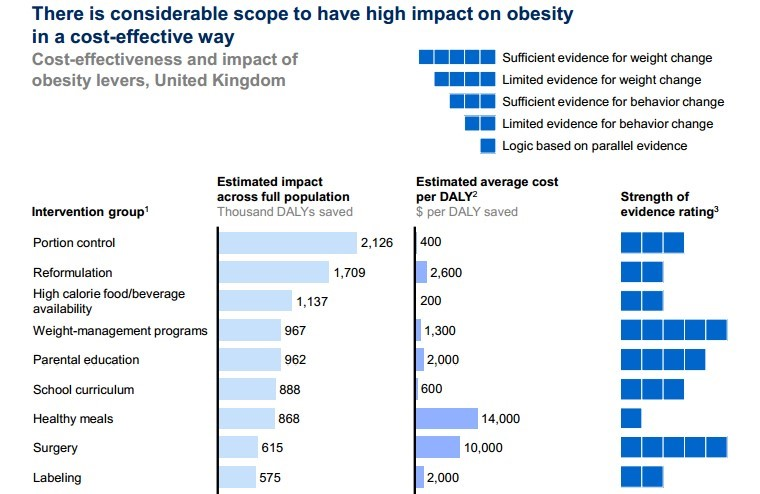 There is considerable scope to have high impact on obesity
in a cost-effective way
Cost-effectiveness and impact of
obesity levers, United Kingdom
Sufficient evidence for weight change
Limited evidence for weight change
Sufficient evidence for behavior change
Limited evidence for behavior change
Logic based on parallel evidence
Intervention group¹
Estimated impact
across full population
Thousand DALYs saved
Estimated average cost
per DALY²
$ per DALY saved
Strength of
evidence rating³
Portion control 2,126 400
Reformulation 1,709 2,600
High calorie food/beverage
availability 1,137 200
Weight-management programs 967 1,300
Parental education 962 2,000
School curriculum 888 600
Healthy meals 868 14,000
Surgery 615 10,000
Labeling 575 2,000